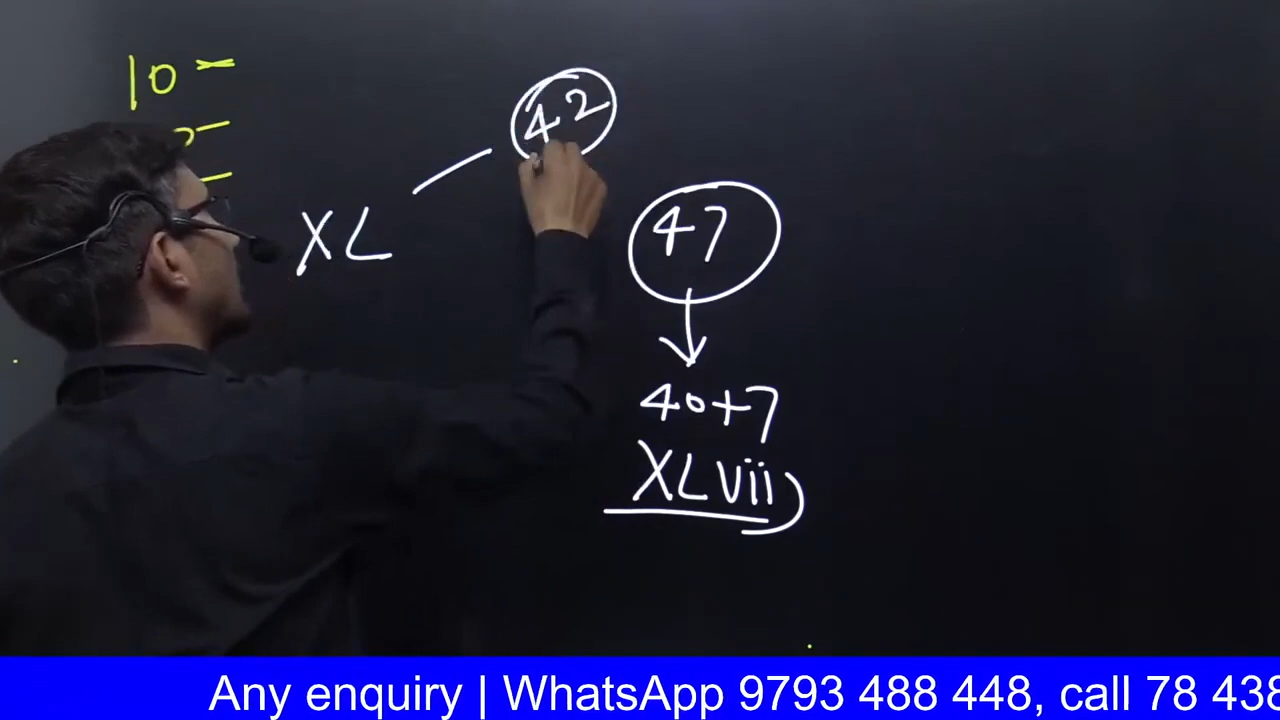 10 =
42
XL
47
40+7
XLvii
Any enquiry | WhatsApp 9793 488 448, call 78 438